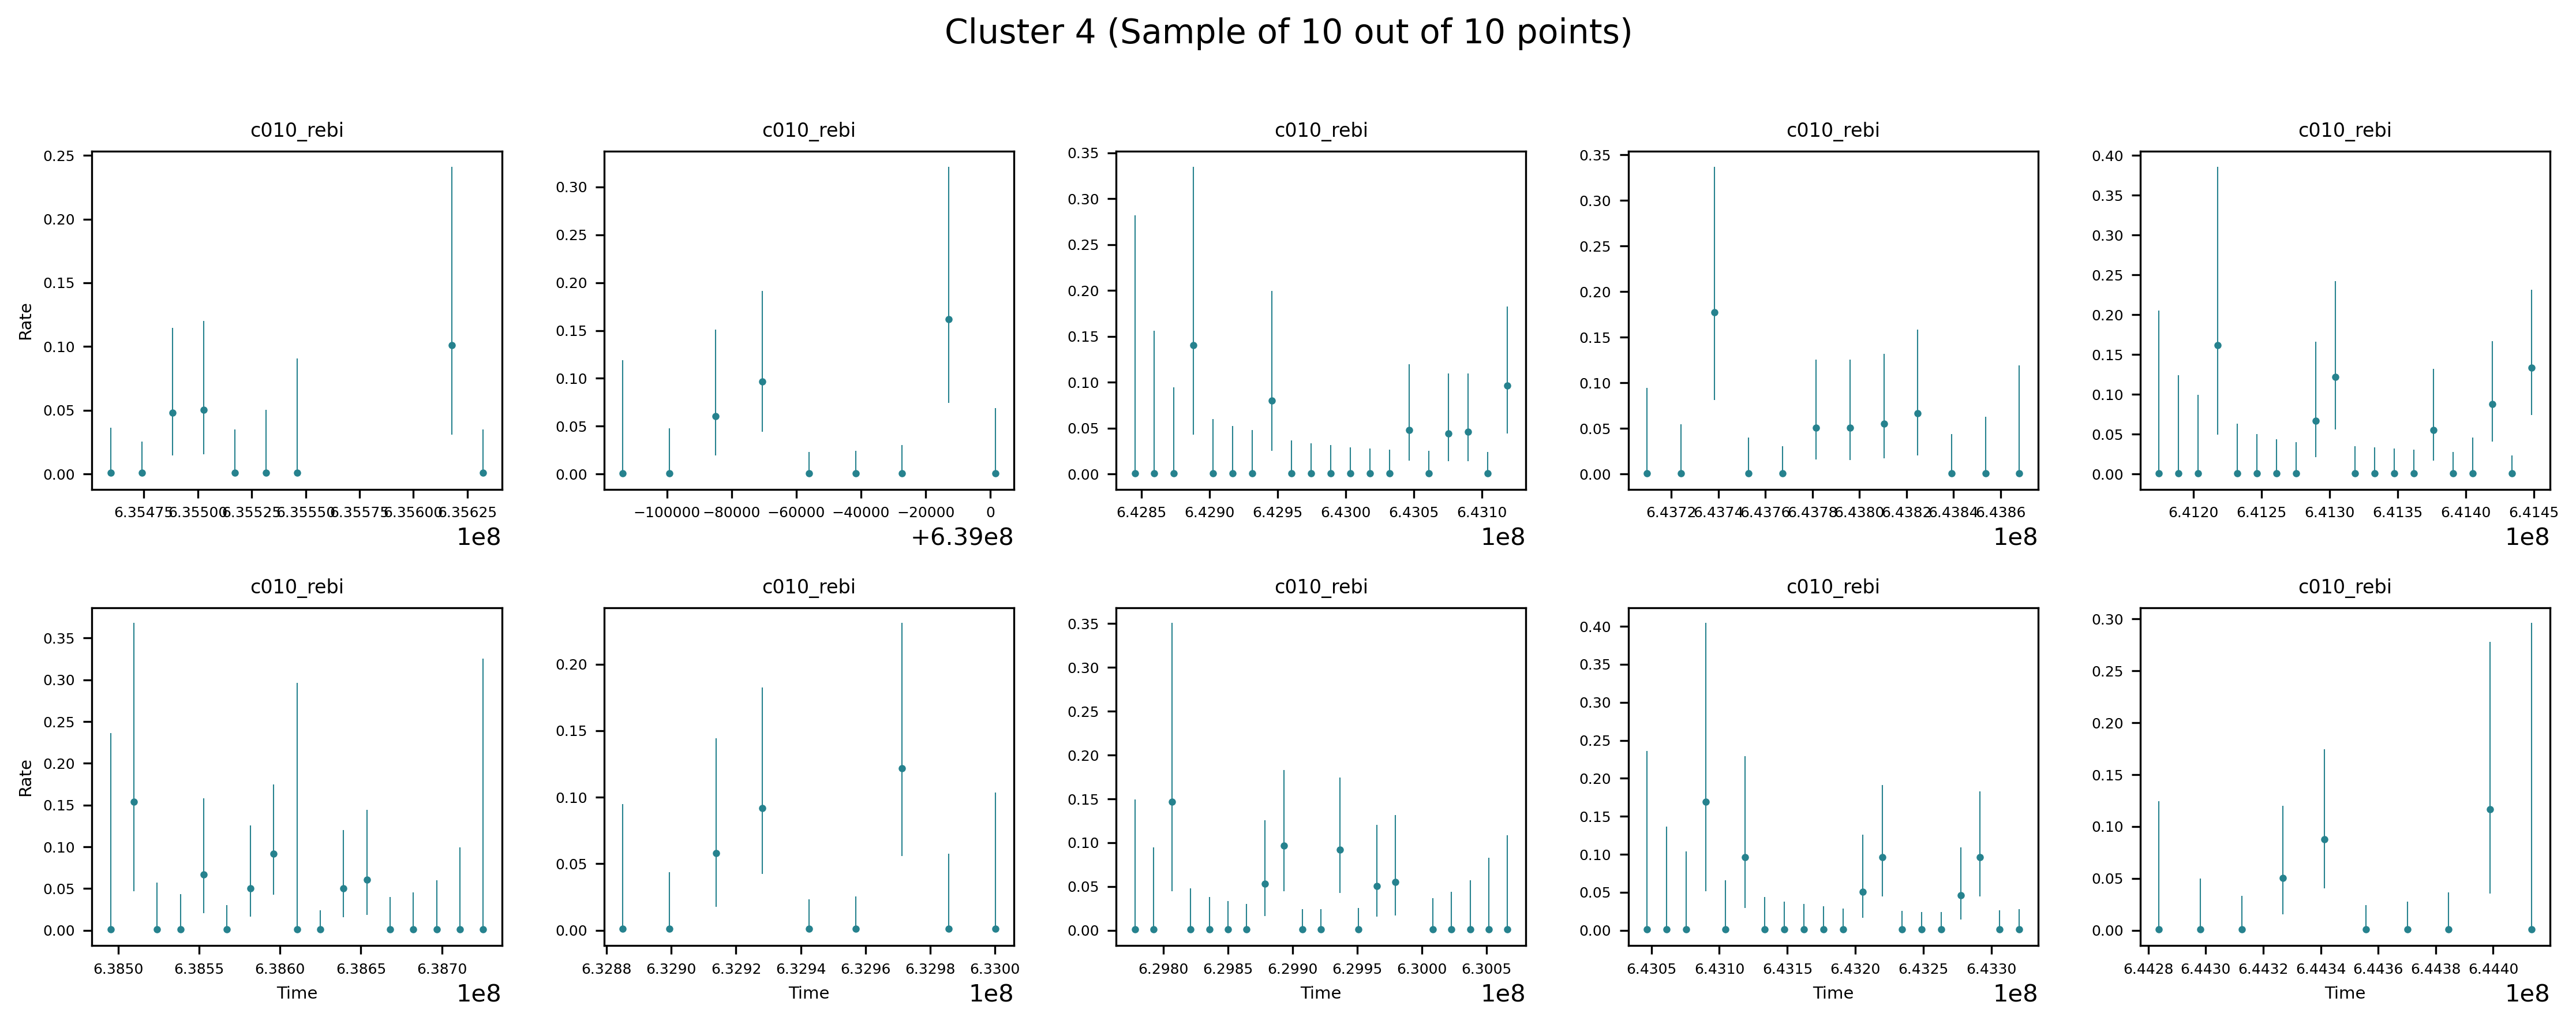 Cluster 4 (Sample of 10 out of 10 points)
c010_rebi c010_rebi c010_rebi c010_rebi c010_rebi
Rate
0.25
0.20
0.15
0.10
0.05
0.00
6.35475 6.35500 6.35525 6.35550 6.35575 6.35600 6.35625
1e8
0.30
0.25
0.20
0.15
0.10
0.05
0.00
−100000 −80000 −60000 −40000 −20000 0
+6.39e8
0.35
0.30
0.25
0.20
0.15
0.10
0.05
0.00
6.4285 6.4290 6.4295 6.4300 6.4305 6.4310
1e8
0.35
0.30
0.25
0.20
0.15
0.10
0.05
0.00
6.4372 6.4374 6.4376 6.4378 6.4380 6.4382 6.4384 6.4386
1e8
0.40
0.35
0.30
0.25
0.20
0.15
0.10
0.05
0.00
6.4120 6.4125 6.4130 6.4135 6.4140 6.4145
1e8
c010_rebi c010_rebi c010_rebi c010_rebi c010_rebi
Rate
0.35
0.30
0.25
0.20
0.15
0.10
0.05
0.00
6.3850 6.3855 6.3860 6.3865 6.3870
Time
1e8
0.20
0.15
0.10
0.05
0.00
6.3288 6.3290 6.3292 6.3294 6.3296 6.3298 6.3300
Time
1e8
0.35
0.30
0.25
0.20
0.15
0.10
0.05
0.00
6.2980 6.2985 6.2990 6.2995 6.3000 6.3005
Time
1e8
0.40
0.35
0.30
0.25
0.20
0.15
0.10
0.05
0.00
6.4305 6.4310 6.4315 6.4320 6.4325 6.4330
Time
1e8
0.30
0.25
0.20
0.15
0.10
0.05
0.00
6.4428 6.4430 6.4432 6.4434 6.4436 6.4438 6.4440
Time
1e8